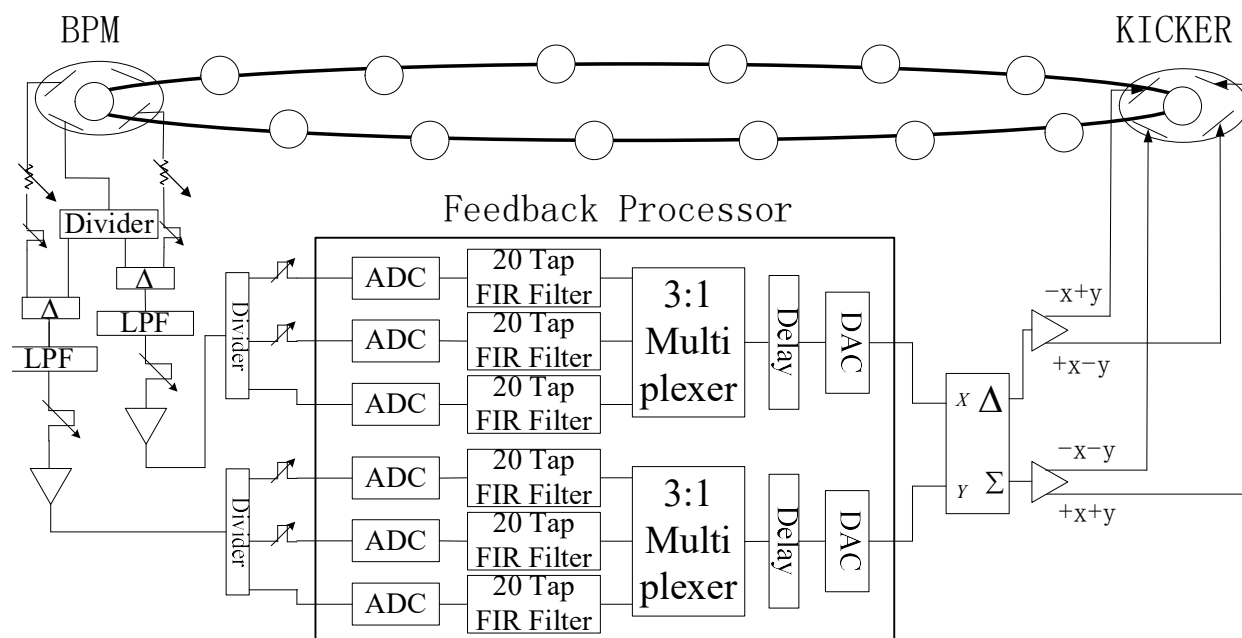 BPM
KICKER
Divider
Δ
Δ
LPF
LPF
Feedback Processor
Divider
ADC
20 Tap
FIR Filter
ADC
20 Tap
FIR Filter
ADC
20 Tap
FIR Filter
3:1
Multi
plexer
Delay
DAC
Divider
ADC
20 Tap
FIR Filter
ADC
20 Tap
FIR Filter
ADC
20 Tap
FIR Filter
3:1
Multi
plexer
Delay
DAC
X Δ
Y Σ
-x+y
+x-y
-x-y
+x+y